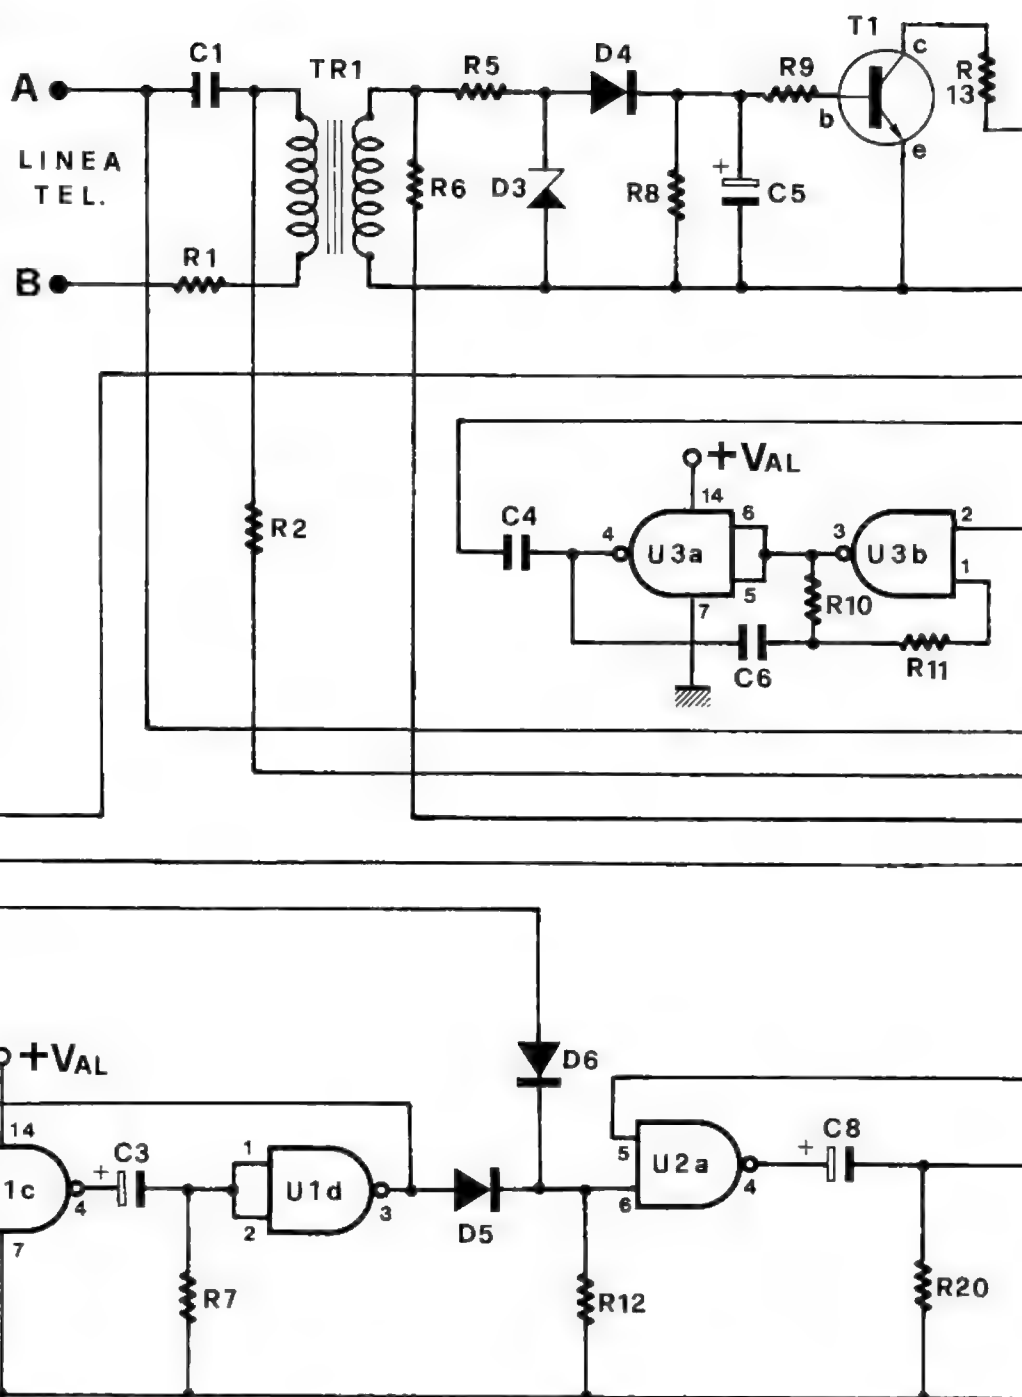 T1
C1
D4
c
TR1
R5
R9
R
13
A
b
e
LINEA
TEL.
R6
D3
R8
+
C5
R1
B
+VAL
14
C4
6
2
4
U3a
3
U3b
R2
1
5
R10
7
R11
C6
D6
+VAL
14
C3
1
C8
+
5
U2a
+
1c
U1d
4
4
3
6
2
D5
7
R7
R12
R20